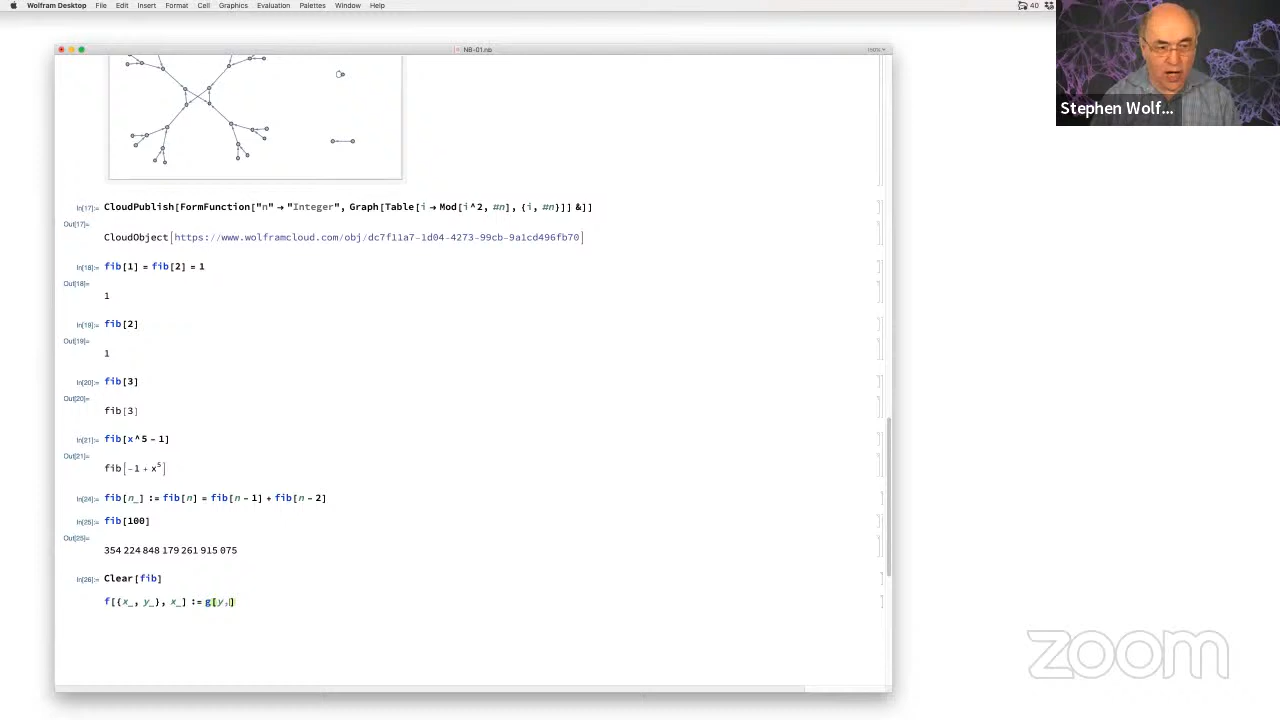 Wolfram Desktop File Edit Insert Format Cell Graphics Evaluation Palettes Window Help
40
NB-01.nb
150%
Stephen Wolf...
In[17]:= CloudPublish[FormFunction["n" → "Integer", Graph[Table[i → Mod[i^2, #n], {i, #n}]] &]]
Out[17]=
CloudObject[https://www.wolframcloud.com/obj/dc7f11a7-1d04-4273-99cb-9a1cd496fb70]
In[18]:= fib[1] = fib[2] = 1
Out[18]=
1
In[19]:= fib[2]
Out[19]=
1
In[20]:= fib[3]
Out[20]=
fib[3]
In[21]:= fib[x^5 - 1]
Out[21]=
fib[-1 + x⁵]
In[24]:= fib[n_] := fib[n] = fib[n - 1] + fib[n - 2]
In[25]:= fib[100]
Out[25]=
354 224 848 179 261 915 075
In[26]:= Clear[fib]
f[{x_, y_}, x_] := g[y,]
zoom